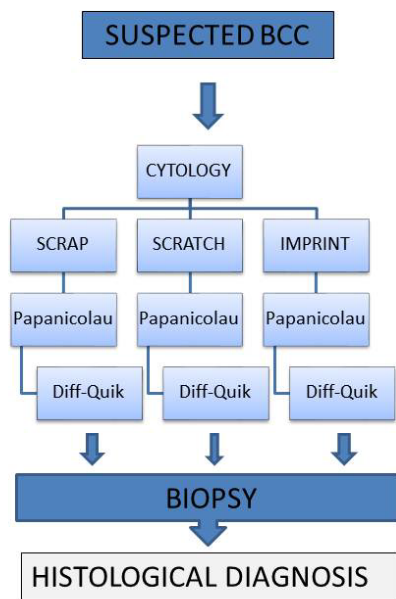 SUSPECTED BCC
CYTOLOGY
SCRAP SCRATCH IMPRINT
Papanicolau Papanicolau Papanicolau
Diff-Quik Diff-Quik Diff-Quik
BIOPSY
HISTOLOGICAL DIAGNOSIS